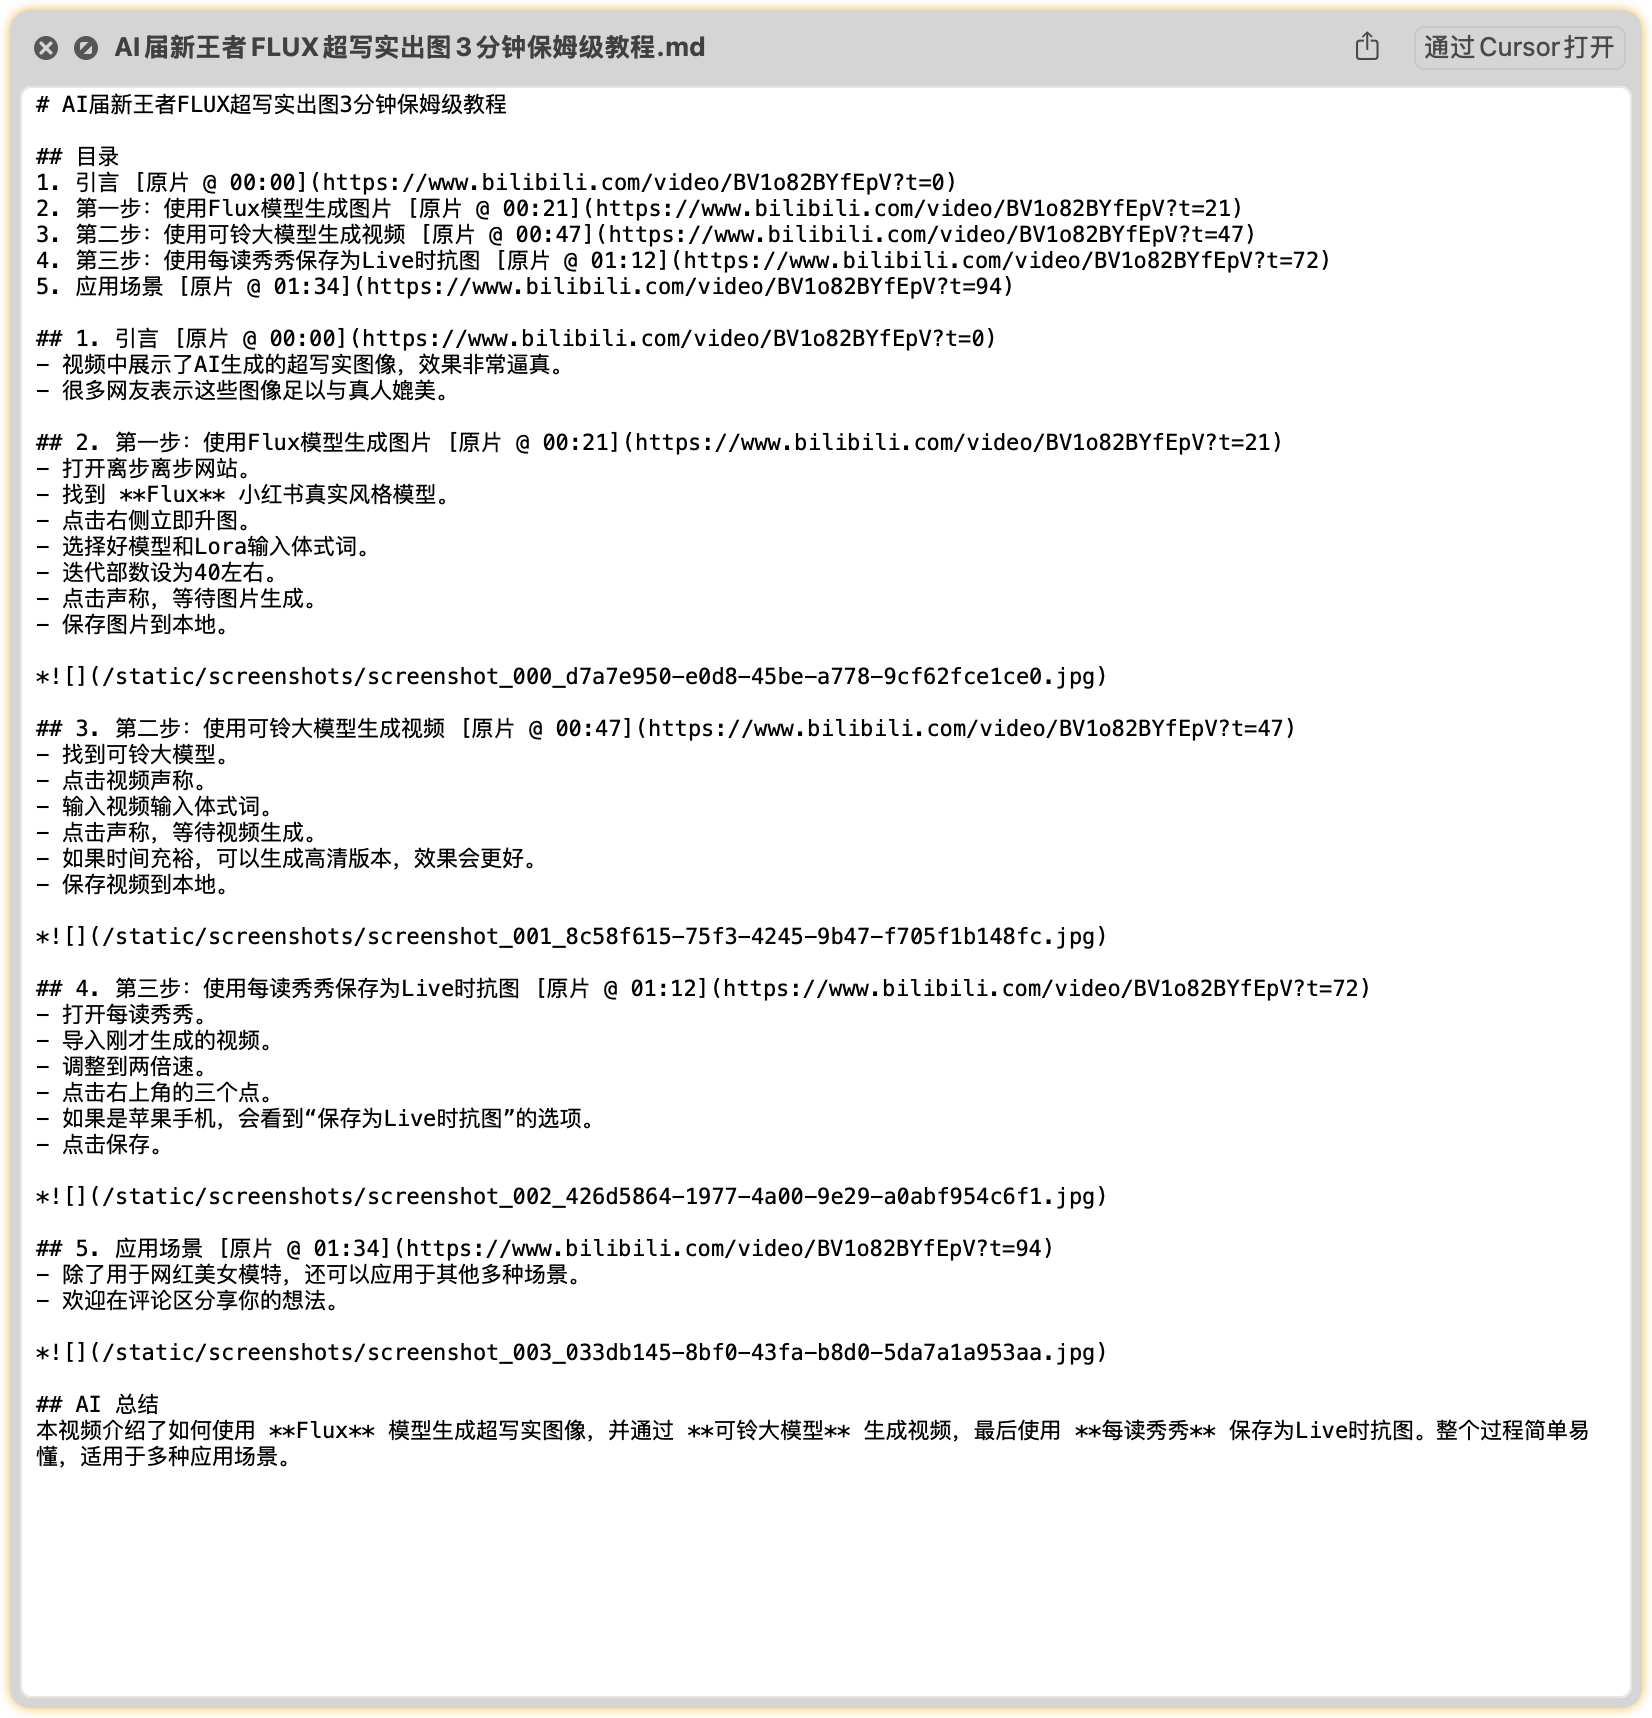 AI届新王者FLUX超写实出图3分钟保姆级教程.md
通过Cursor打开
# AI届新王者FLUX超写实出图3分钟保姆级教程
## 目录
1. 引言 [原片 @ 00:00](https://www.bilibili.com/video/BV1o82BYfEpV?t=0)
2. 第一步：使用Flux模型生成图片 [原片 @ 00:21](https://www.bilibili.com/video/BV1o82BYfEpV?t=21)
3. 第二步：使用可铃大模型生成视频 [原片 @ 00:47](https://www.bilibili.com/video/BV1o82BYfEpV?t=47)
4. 第三步：使用每读秀秀保存为Live时抗图 [原片 @ 01:12](https://www.bilibili.com/video/BV1o82BYfEpV?t=72)
5. 应用场景 [原片 @ 01:34](https://www.bilibili.com/video/BV1o82BYfEpV?t=94)
## 1. 引言 [原片 @ 00:00](https://www.bilibili.com/video/BV1o82BYfEpV?t=0)
- 视频中展示了AI生成的超写实图像，效果非常逼真。
- 很多网友表示这些图像足以与真人媲美。
## 2. 第一步：使用Flux模型生成图片 [原片 @ 00:21](https://www.bilibili.com/video/BV1o82BYfEpV?t=21)
- 打开离步离步网站。
- 找到 **Flux** 小红书真实风格模型。
- 点击右侧立即升图。
- 选择好模型和Lora输入体式词。
- 迭代部数设为40左右。
- 点击声称，等待图片生成。
- 保存图片到本地。
*![](/static/screenshots/screenshot_000_d7a7e950-e0d8-45be-a778-9cf62fce1ce0.jpg)
## 3. 第二步：使用可铃大模型生成视频 [原片 @ 00:47](https://www.bilibili.com/video/BV1o82BYfEpV?t=47)
- 找到可铃大模型。
- 点击视频声称。
- 输入视频输入体式词。
- 点击声称，等待视频生成。
- 如果时间充裕，可以生成高清版本，效果会更好。
- 保存视频到本地。
*![](/static/screenshots/screenshot_001_8c58f615-75f3-4245-9b47-f705f1b148fc.jpg)
## 4. 第三步：使用每读秀秀保存为Live时抗图 [原片 @ 01:12](https://www.bilibili.com/video/BV1o82BYfEpV?t=72)
- 打开每读秀秀。
- 导入刚才生成的视频。
- 调整到两倍速。
- 点击右上角的三个点。
- 如果是苹果手机，会看到“保存为Live时抗图”的选项。
- 点击保存。
*![](/static/screenshots/screenshot_002_426d5864-1977-4a00-9e29-a0abf954c6f1.jpg)
## 5. 应用场景 [原片 @ 01:34](https://www.bilibili.com/video/BV1o82BYfEpV?t=94)
- 除了用于网红美女模特，还可以应用于其他多种场景。
- 欢迎在评论区分享你的想法。
*![](/static/screenshots/screenshot_003_033db145-8bf0-43fa-b8d0-5da7a1a953aa.jpg)
## AI 总结
本视频介绍了如何使用 **Flux** 模型生成超写实图像，并通过 **可铃大模型** 生成视频，最后使用 **每读秀秀** 保存为Live时抗图。整个过程简单易
懂，适用于多种应用场景。